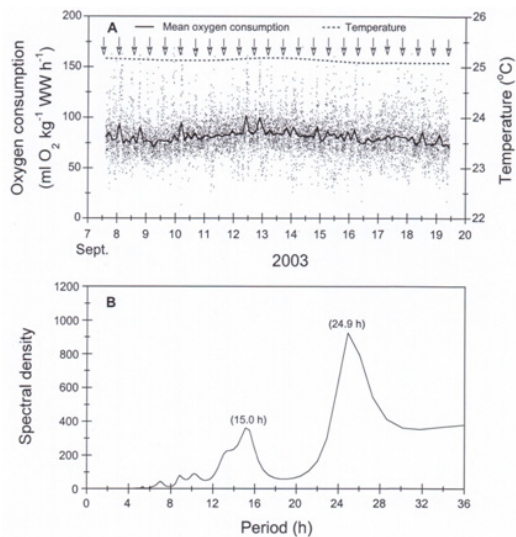 A
Mean oxygen consumption
Temperature
200
150
100
75
50
25
0
Oxygen consumption
(ml O2 kg-1 WW h-1)
26
25
24
23
22
Temperature (°C)
7 8 9 10 11 12 13 14 15 16 17 18 19 20
Sept.
2003
B
1200
1000
800
600
400
200
0
Spectral density
(15.0 h)
(24.9 h)
0 4 8 12 16 20 24 28 32 36
Period (h)